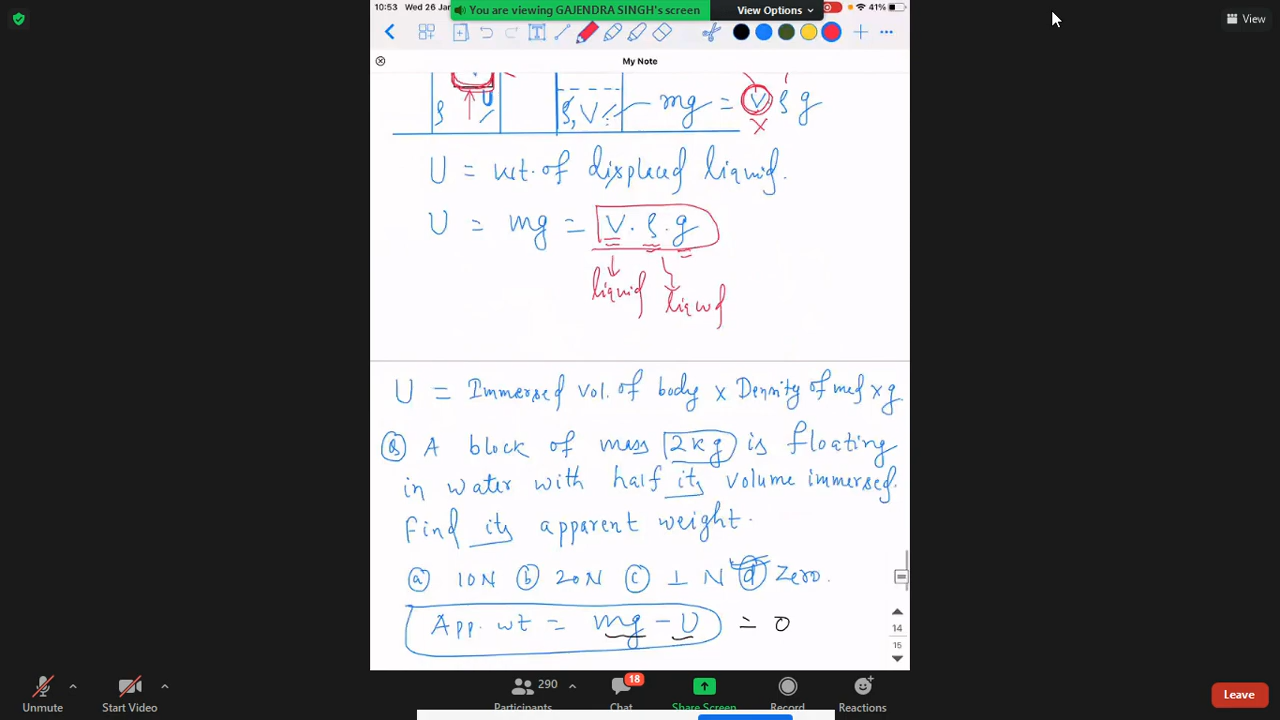 10:53 Wed 26 Jan
You are viewing GAJENDRA SINGH's screen
View Options
41%
View
My Note
ρ U
ρ, V mg = V ρ g
x
U = wt. of displaced liquid.
U = mg = V. ρ. g
liquid liquid
U = Immersed vol. of body x Density of med x g.
Q A block of mass 2kg is floating
in water with half its volume immersed.
Find its apparent weight.
a 10N b 20N c 1 N d Zero.
App. wt = mg - U = 0
14
15
Unmute
Start Video
290
Participants
18
Chat
Share Screen
Record
Reactions
Leave